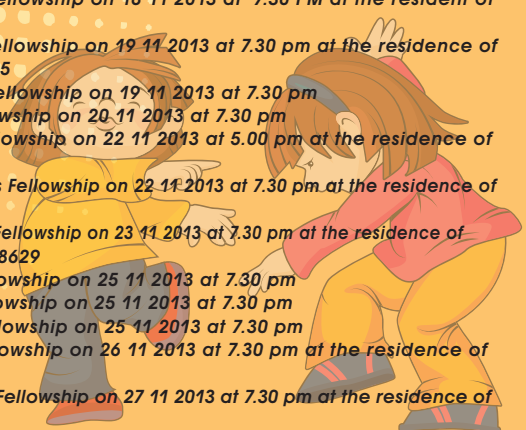 ellowship on 19 11 2013 at 7.30 pm at the residence of
5
ellowship on 19 11 2013 at 7.30 pm
wship on 20 11 2013 at 7.30 pm
owship on 22 11 2013 at 5.00 pm at the residence of
s Fellowship on 22 11 2013 at 7.30 pm at the residence of
Fellowship on 23 11 2013 at 7.30 pm at the residence of
8629
owship on 25 11 2013 at 7.30 pm
owship on 25 11 2013 at 7.30 pm
lowship on 25 11 2013 at 7.30 pm
owship on 26 11 2013 at 7.30 pm at the residence of
Fellowship on 27 11 2013 at 7.30 pm at the residence of